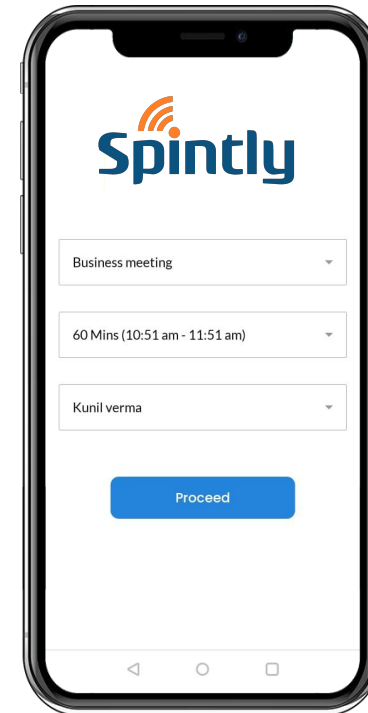 Spintly
Business meeting
60 Mins (10:51 am - 11:51 am)
Kunil verma
Proceed